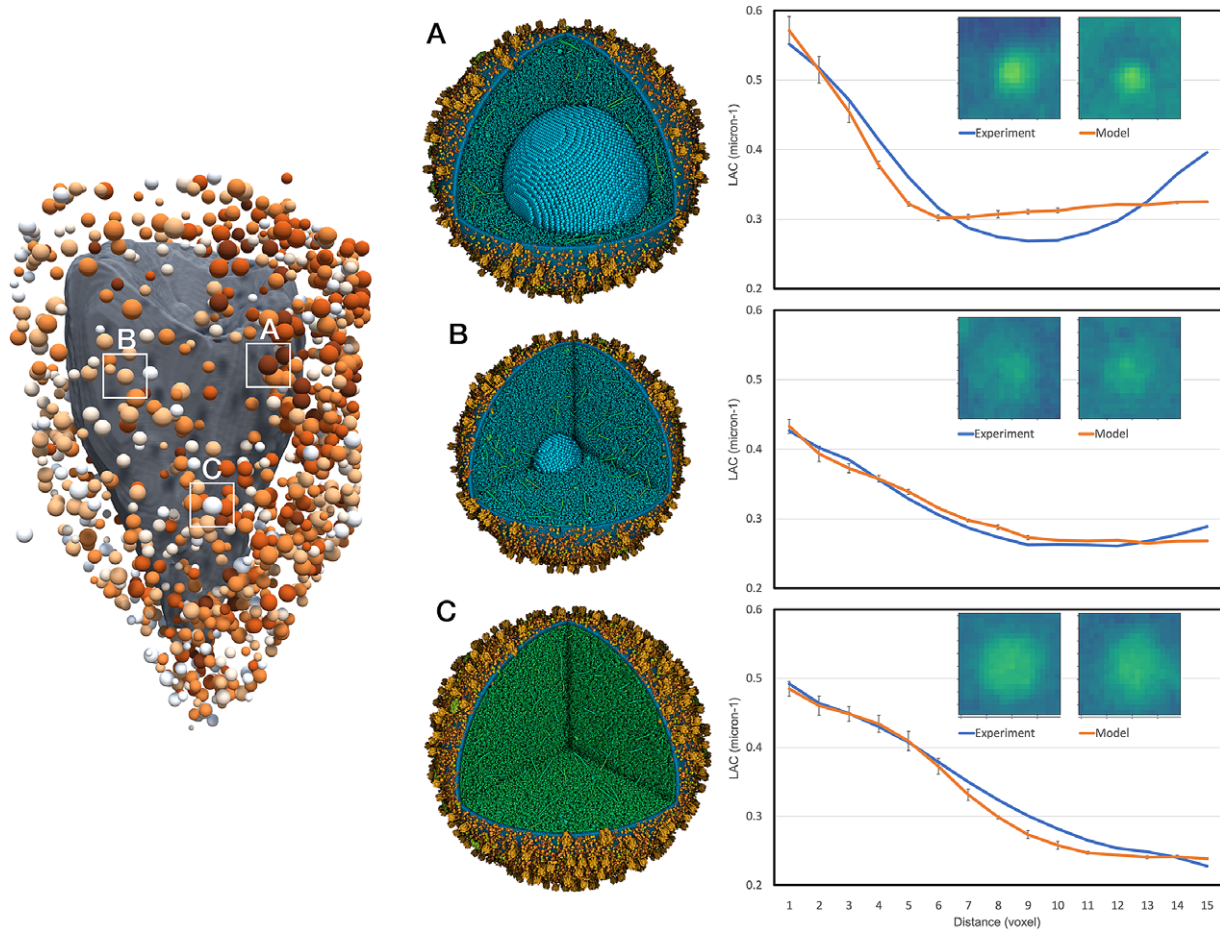 A
B
C
A
0.6
0.5
0.4
0.3
0.2
LAC (micron-1)
Experiment
Model
B
0.6
0.5
0.4
0.3
0.2
LAC (micron-1)
Experiment
Model
C
0.6
0.5
0.4
0.3
0.2
LAC (micron-1)
Experiment
Model
1 2 3 4 5 6 7 8 9 10 11 12 13 14 15
Distance (voxel)